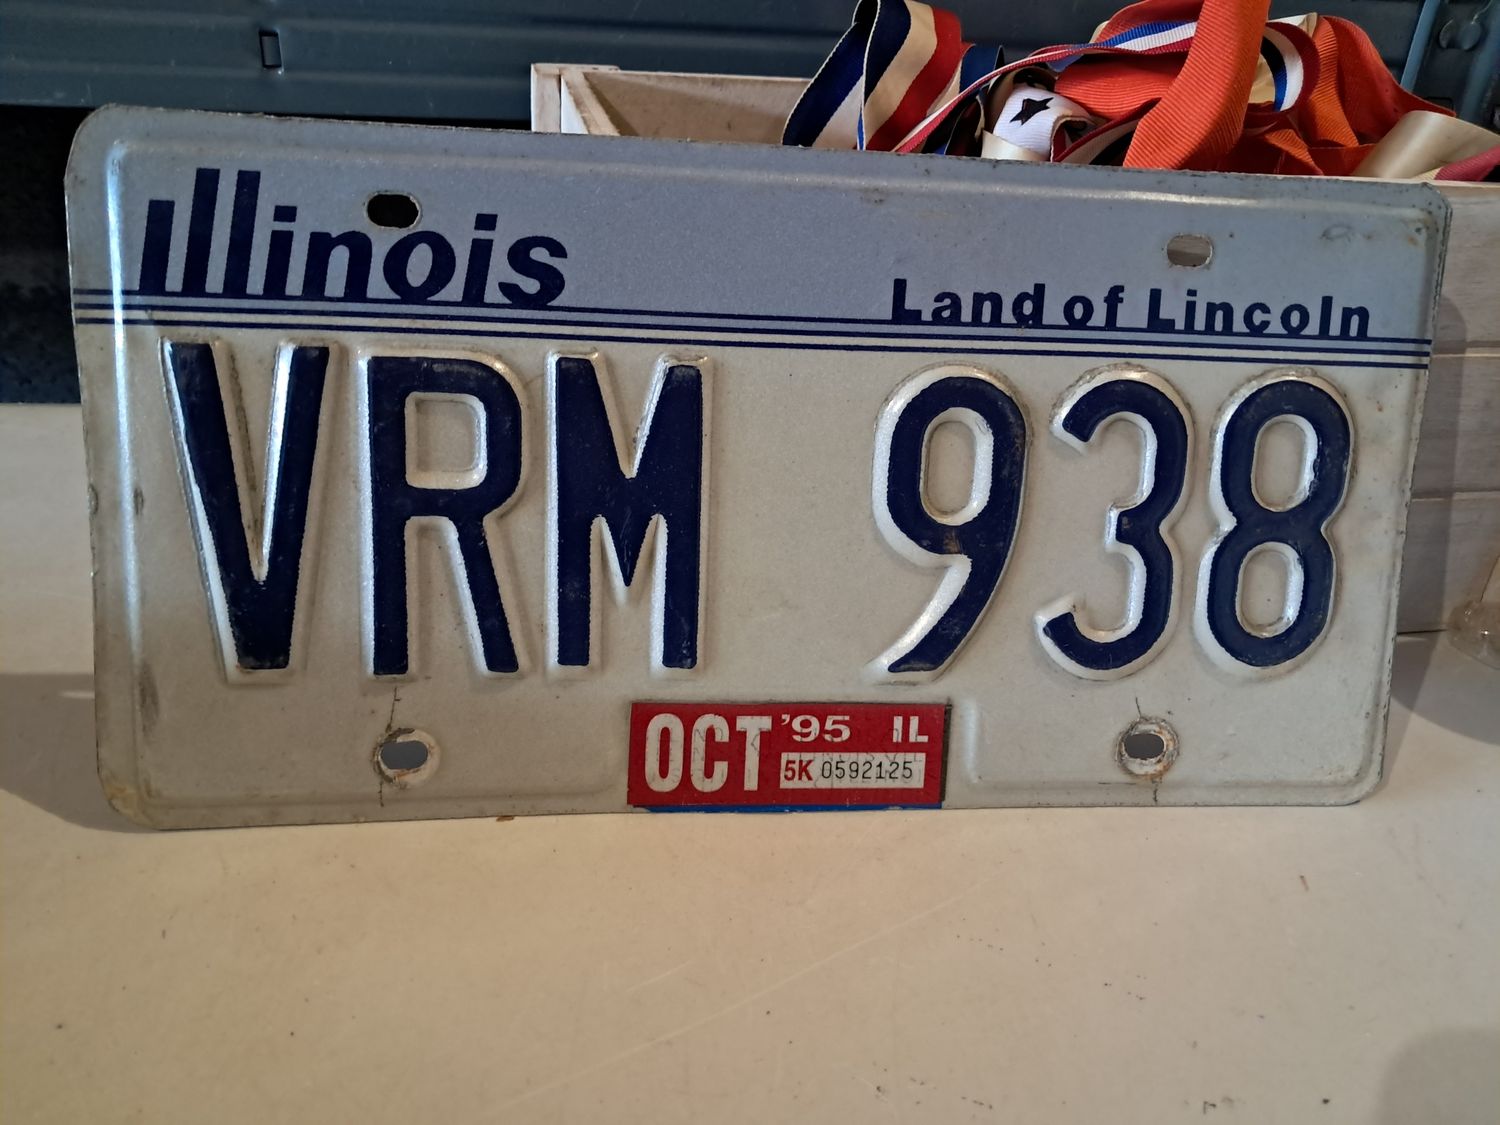 Illinois
Land of Lincoln
VRM 938
OCT '95 IL
5K 0592125